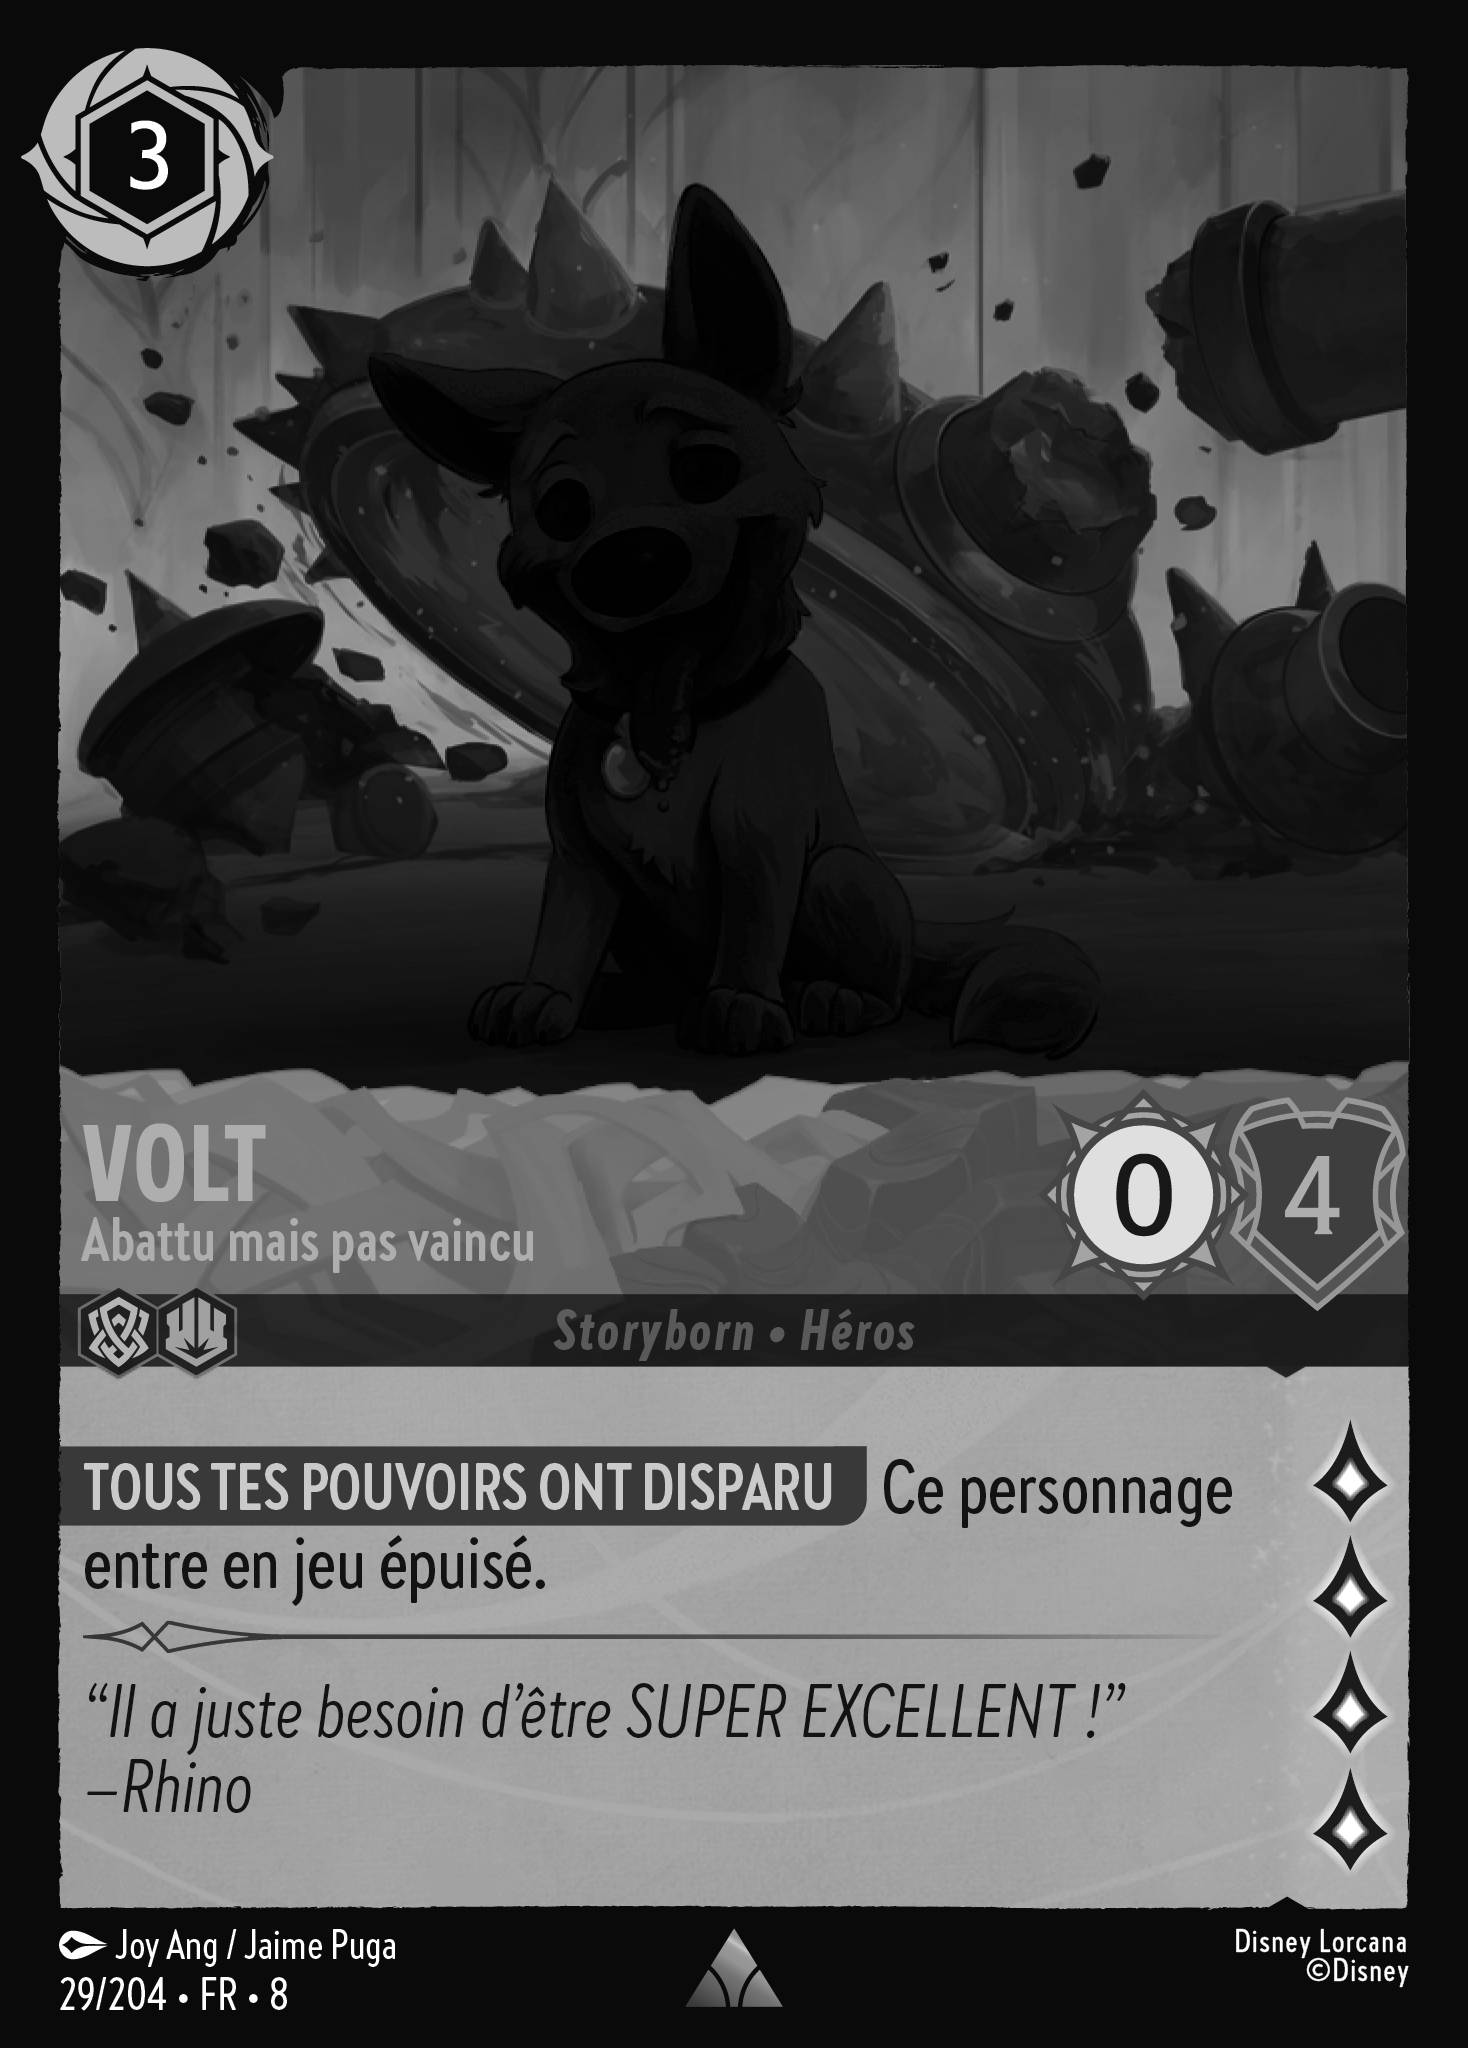 3
VOLT
Abattu mais pas vaincu
0
4
Storyborn • Héros
TOUS TES POUVOIRS ONT DISPARU Ce personnage
entre en jeu épuisé.
“Il a juste besoin d’être SUPER EXCELLENT !”
–Rhino
Joy Ang / Jaime Puga
29/204 • FR • 8
Disney Lorcana
©Disney